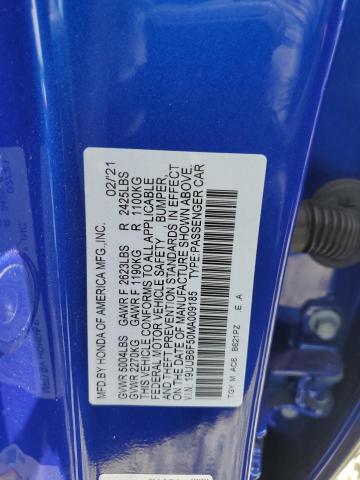 MFD. BY HONDA OF AMERICA MFG., INC. 02/21
GVWR 5004LBS GAWR F 2623LBS R 2425LBS
GVWR 2270KG GAWR F 1190KG R 1100KG
THIS VEHICLE CONFORMS TO ALL APPLICABLE
FEDERAL MOTOR VEHICLE SAFETY, BUMPER,
AND THEFT PREVENTION STANDARDS IN EFFECT
ON THE DATE OF MANUFACTURE SHOWN ABOVE.
V.I.N. 19UUB6F50MA009185 TYPE:PASSENGER CAR
TGY M AC6 B621PZ E A